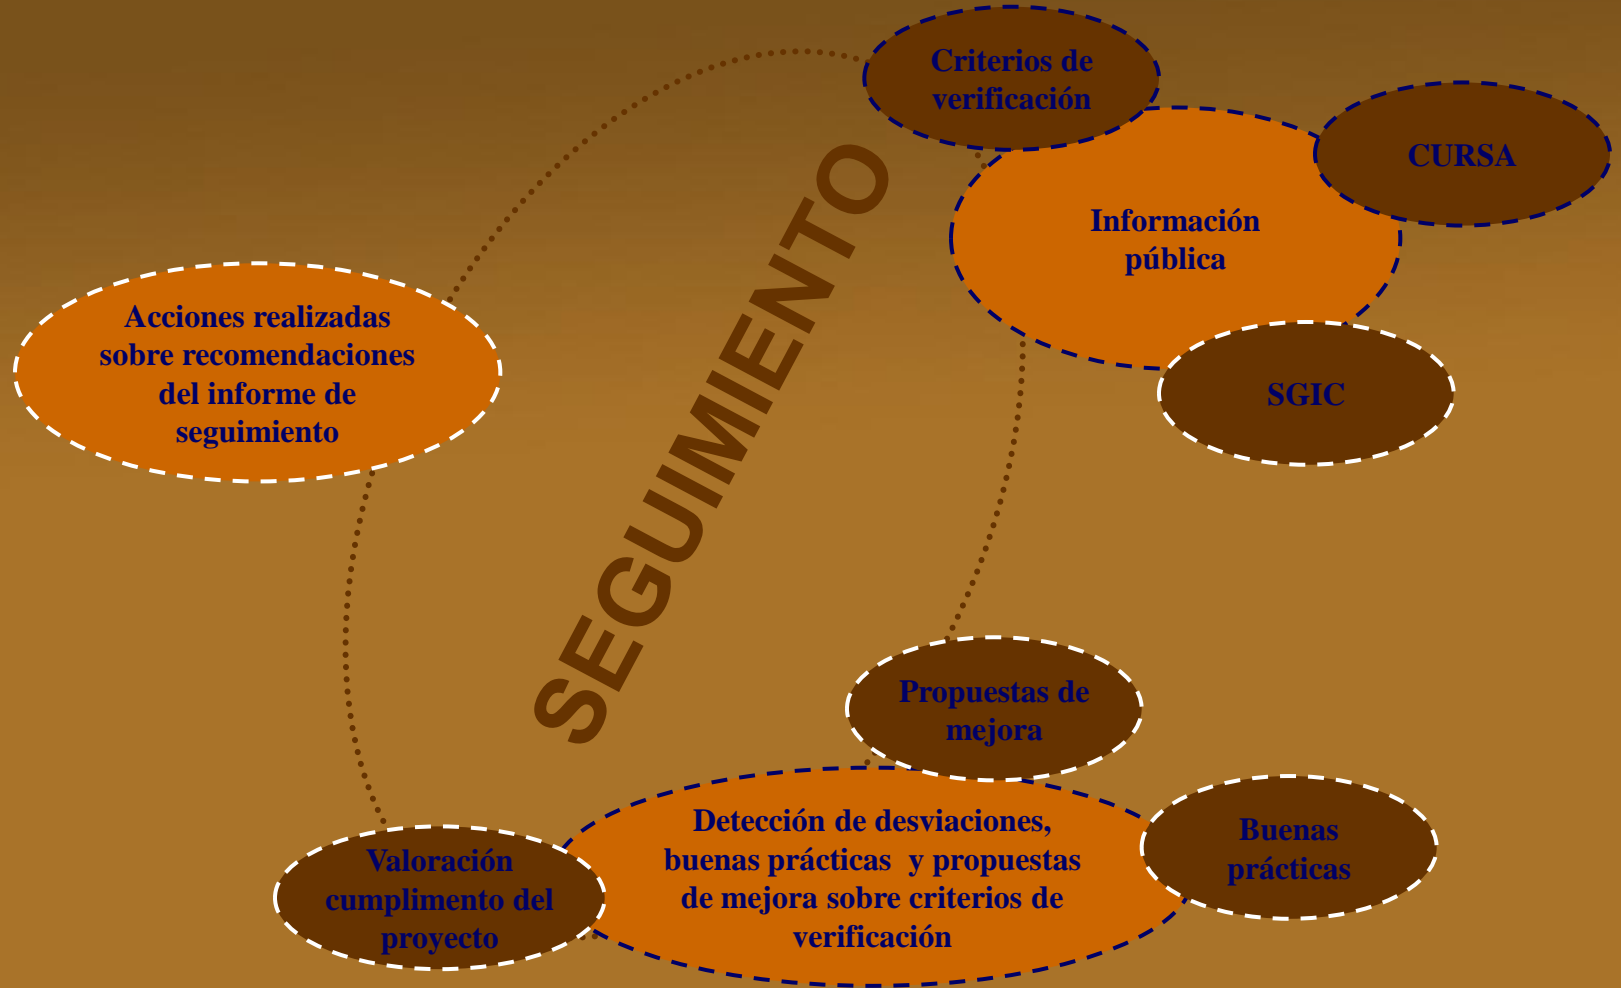 Criterios de
verificación
CURSA
Información
pública
SGIC
Acciones realizadas
sobre recomendaciones
del informe de
seguimiento
SEGUIMIENTO
Propuestas de
mejora
Detección de desviaciones,
buenas prácticas y propuestas
de mejora sobre criterios de
verificación
Buenas
prácticas
Valoración
cumplimento del
proyecto